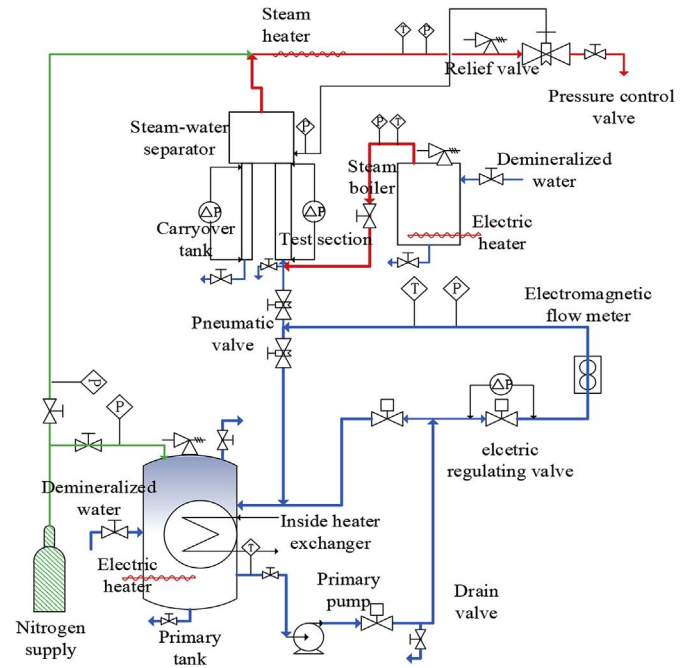 Steam
heater
T
P
Relief valve
Pressure control
valve
Steam-water
separator
P
P
T
Steam
boiler
Demineralized
water
ΔP
ΔP
Carryover
tank
Test section
Electric
heater
Pneumatic
valve
T
P
Electromagnetic
flow meter
P
P
ΔP
elcetric
regulating valve
Demineralized
water
Inside heater
exchanger
T
Electric
heater
Primary
pump
Drain
valve
Nitrogen
supply
Primary
tank